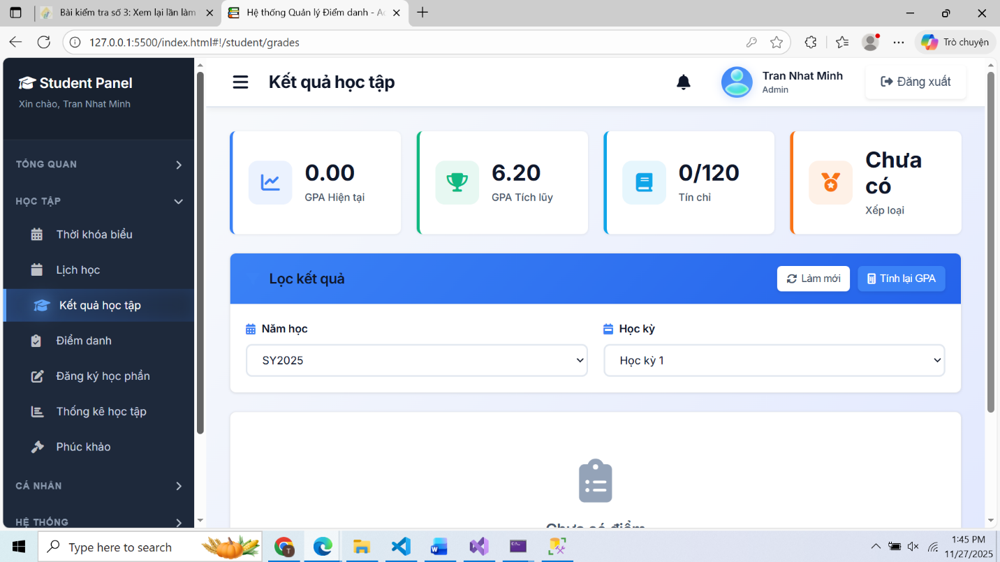 Bài kiểm tra số 3: Xem lại lần làm
Hệ thống Quản lý Điểm danh - Ad
127.0.0.1:5500/index.html#!/student/grades
Trò chuyện
Student Panel
Xin chào, Tran Nhat Minh
TỔNG QUAN
HỌC TẬP
Thời khóa biểu
Lịch học
Kết quả học tập
Điểm danh
Đăng ký học phần
Thống kê học tập
Phúc khảo
CÁ NHÂN
HỆ THỐNG
Kết quả học tập
Tran Nhat Minh
Admin
Đăng xuất
0.00
GPA Hiện tại
6.20
GPA Tích lũy
0/120
Tín chỉ
Chưa
có
Xếp loại
Lọc kết quả
Làm mới
Tính lại GPA
Năm học
SY2025
Học kỳ
Học kỳ 1
Chưa có điểm
Type here to search
T
1:45 PM
11/27/2025